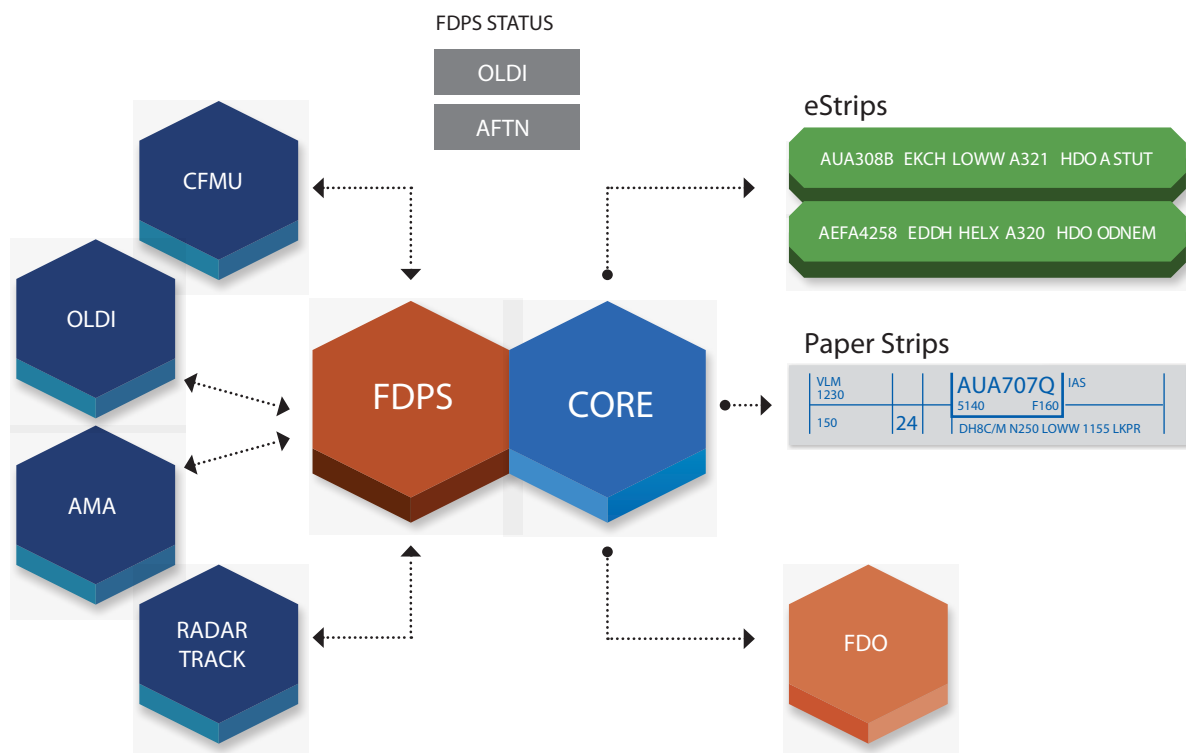 FDPS STATUS
OLDI
AFTN
CFMU
OLDI
AMA
RADAR
TRACK
FDPS
CORE
eStrips
AUA308B EKCH LOWW A321 HDO A STUT
AEFA4258 EDDH HELX A320 HDO ODNEM
Paper Strips
VLM
1230
150
24
AUA707Q
IAS
5140 F160
DH8C/M N250 LOWW 1155 LKPR
FDO